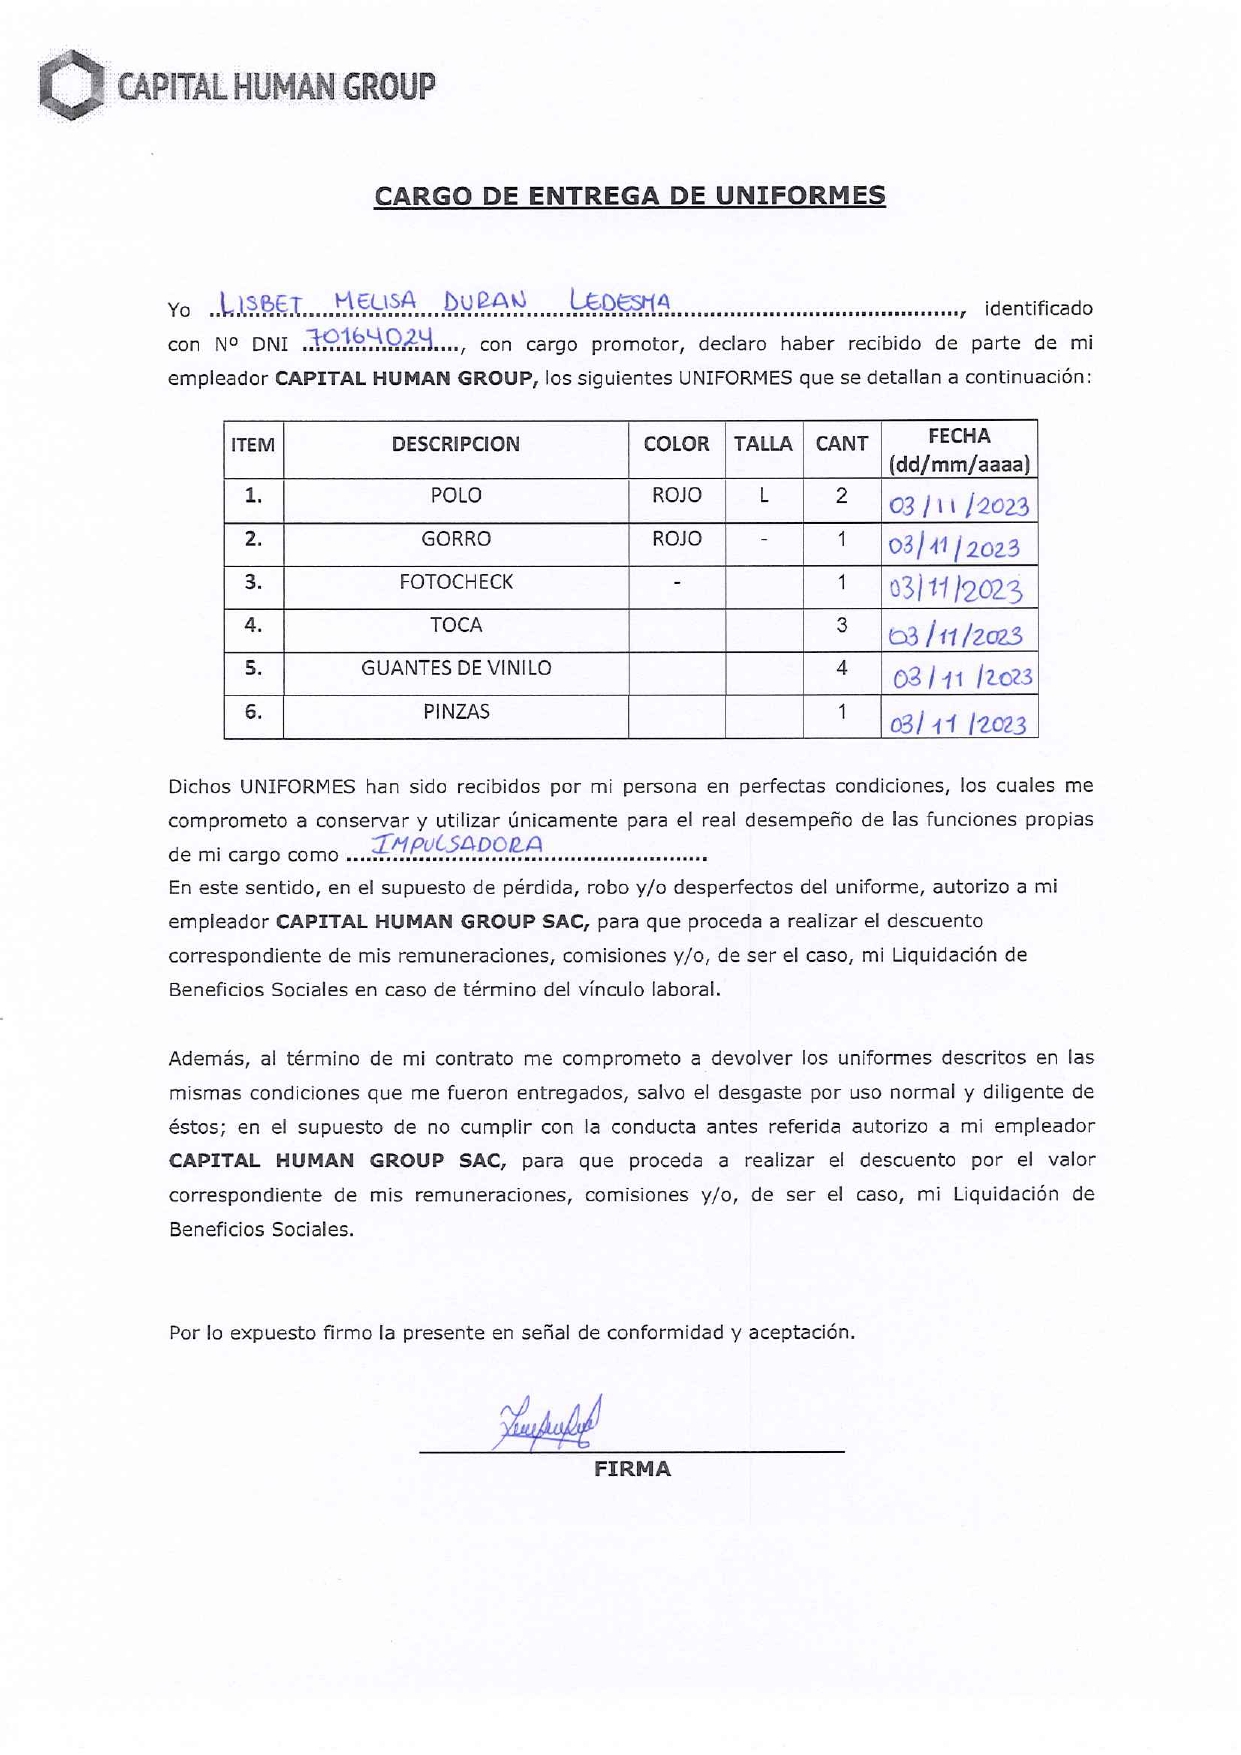 CAPITAL HUMAN GROUP
CARGO DE ENTREGA DE UNIFORMES
Yo LISBET MELISA DURAN LEDESMA, identificado
con Nº DNI 70164024, con cargo promotor, declaro haber recibido de parte de mi
empleador CAPITAL HUMAN GROUP, los siguientes UNIFORMES que se detallan a continuación:
ITEM DESCRIPCION COLOR TALLA CANT FECHA (dd/mm/aaaa)
1. POLO ROJO L 2 03/11/2023
2. GORRO ROJO - 1 03/11/2023
3. FOTOCHECK - 1 03/11/2023
4. TOCA 3 03/11/2023
5. GUANTES DE VINILO 4 03/11/2023
6. PINZAS 1 03/11/2023
Dichos UNIFORMES han sido recibidos por mi persona en perfectas condiciones, los cuales me
comprometo a conservar y utilizar únicamente para el real desempeño de las funciones propias
de mi cargo como IMPULSADORA
En este sentido, en el supuesto de pérdida, robo y/o desperfectos del uniforme, autorizo a mi
empleador CAPITAL HUMAN GROUP SAC, para que proceda a realizar el descuento
correspondiente de mis remuneraciones, comisiones y/o, de ser el caso, mi Liquidación de
Beneficios Sociales en caso de término del vínculo laboral.
Además, al término de mi contrato me comprometo a devolver los uniformes descritos en las
mismas condiciones que me fueron entregados, salvo el desgaste por uso normal y diligente de
éstos; en el supuesto de no cumplir con la conducta antes referida autorizo a mi empleador
CAPITAL HUMAN GROUP SAC, para que proceda a realizar el descuento por el valor
correspondiente de mis remuneraciones, comisiones y/o, de ser el caso, mi Liquidación de
Beneficios Sociales.
Por lo expuesto firmo la presente en señal de conformidad y aceptación.
FIRMA